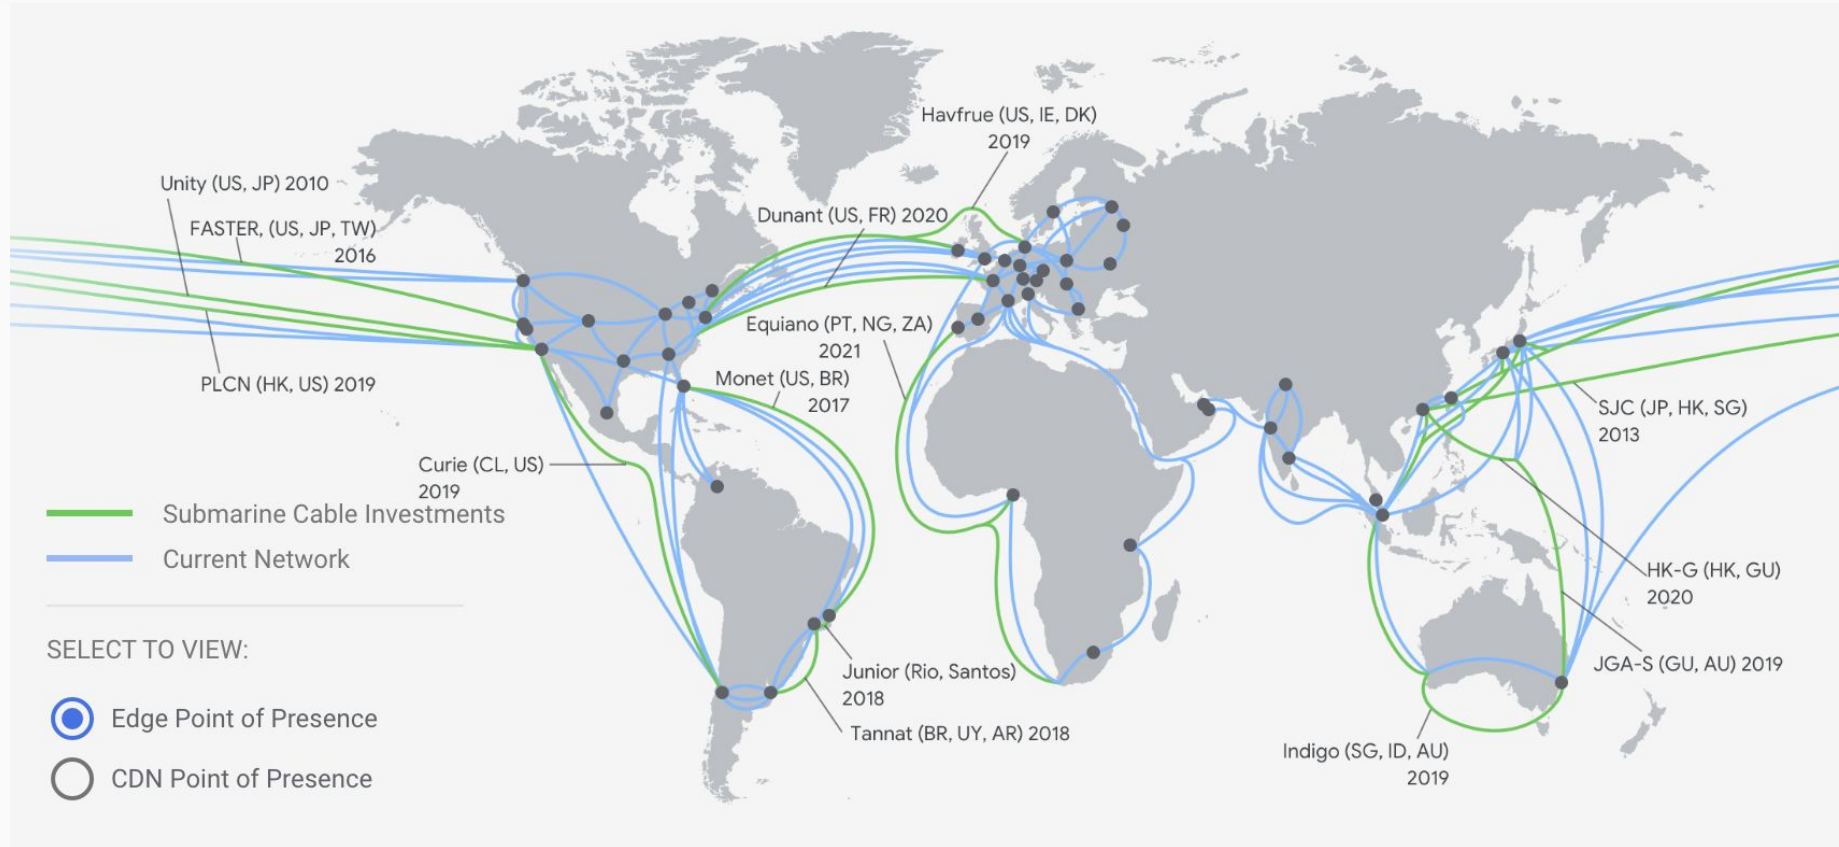 Havfrue (US, IE, DK)
2019
Unity (US, JP) 2010
FASTER, (US, JP, TW)
2016
Dunant (US, FR) 2020
Equiano (PT, NG, ZA)
2021
PLCN (HK, US) 2019
Monet (US, BR)
2017
SJC (JP, HK, SG)
2013
Curie (CL, US)
2019
Submarine Cable Investments
Current Network
HK-G (HK, GU)
2020
SELECT TO VIEW:
JGA-S (GU, AU) 2019
Junior (Rio, Santos)
2018
Edge Point of Presence
Tannat (BR, UY, AR) 2018
Indigo (SG, ID, AU)
2019
CDN Point of Presence